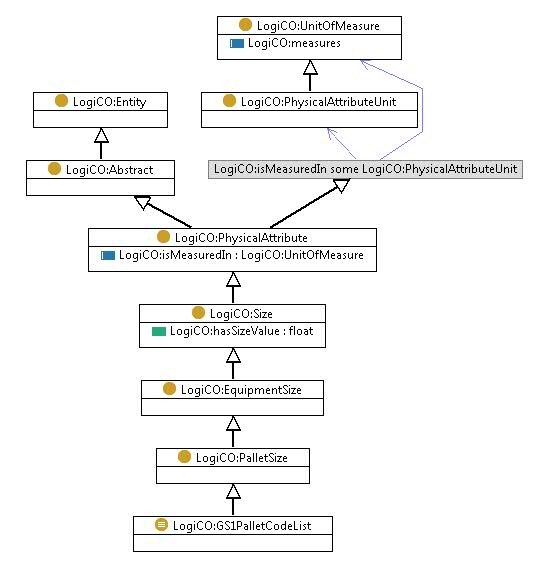 LogiCO:UnitOfMeasure
LogiCO:measures
LogiCO:Entity
LogiCO:PhysicalAttributeUnit
LogiCO:Abstract
LogiCO:isMeasuredIn some LogiCO:PhysicalAttributeUnit
LogiCO:PhysicalAttribute
LogiCO:isMeasuredIn : LogiCO:UnitOfMeasure
LogiCO:Size
LogiCO:hasSizeValue : float
LogiCO:EquipmentSize
LogiCO:PalletSize
LogiCO:GS1PalletCodeList